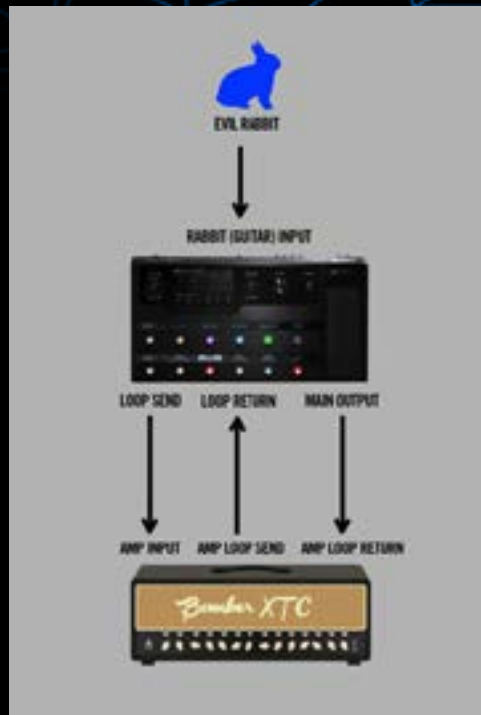 EVIL RABBIT
RABBIT (GUITAR) INPUT
LOOP SEND LOOP RETURN MAIN OUTPUT
AMP INPUT AMP LOOP SEND AMP LOOP RETURN
Bomber XTC